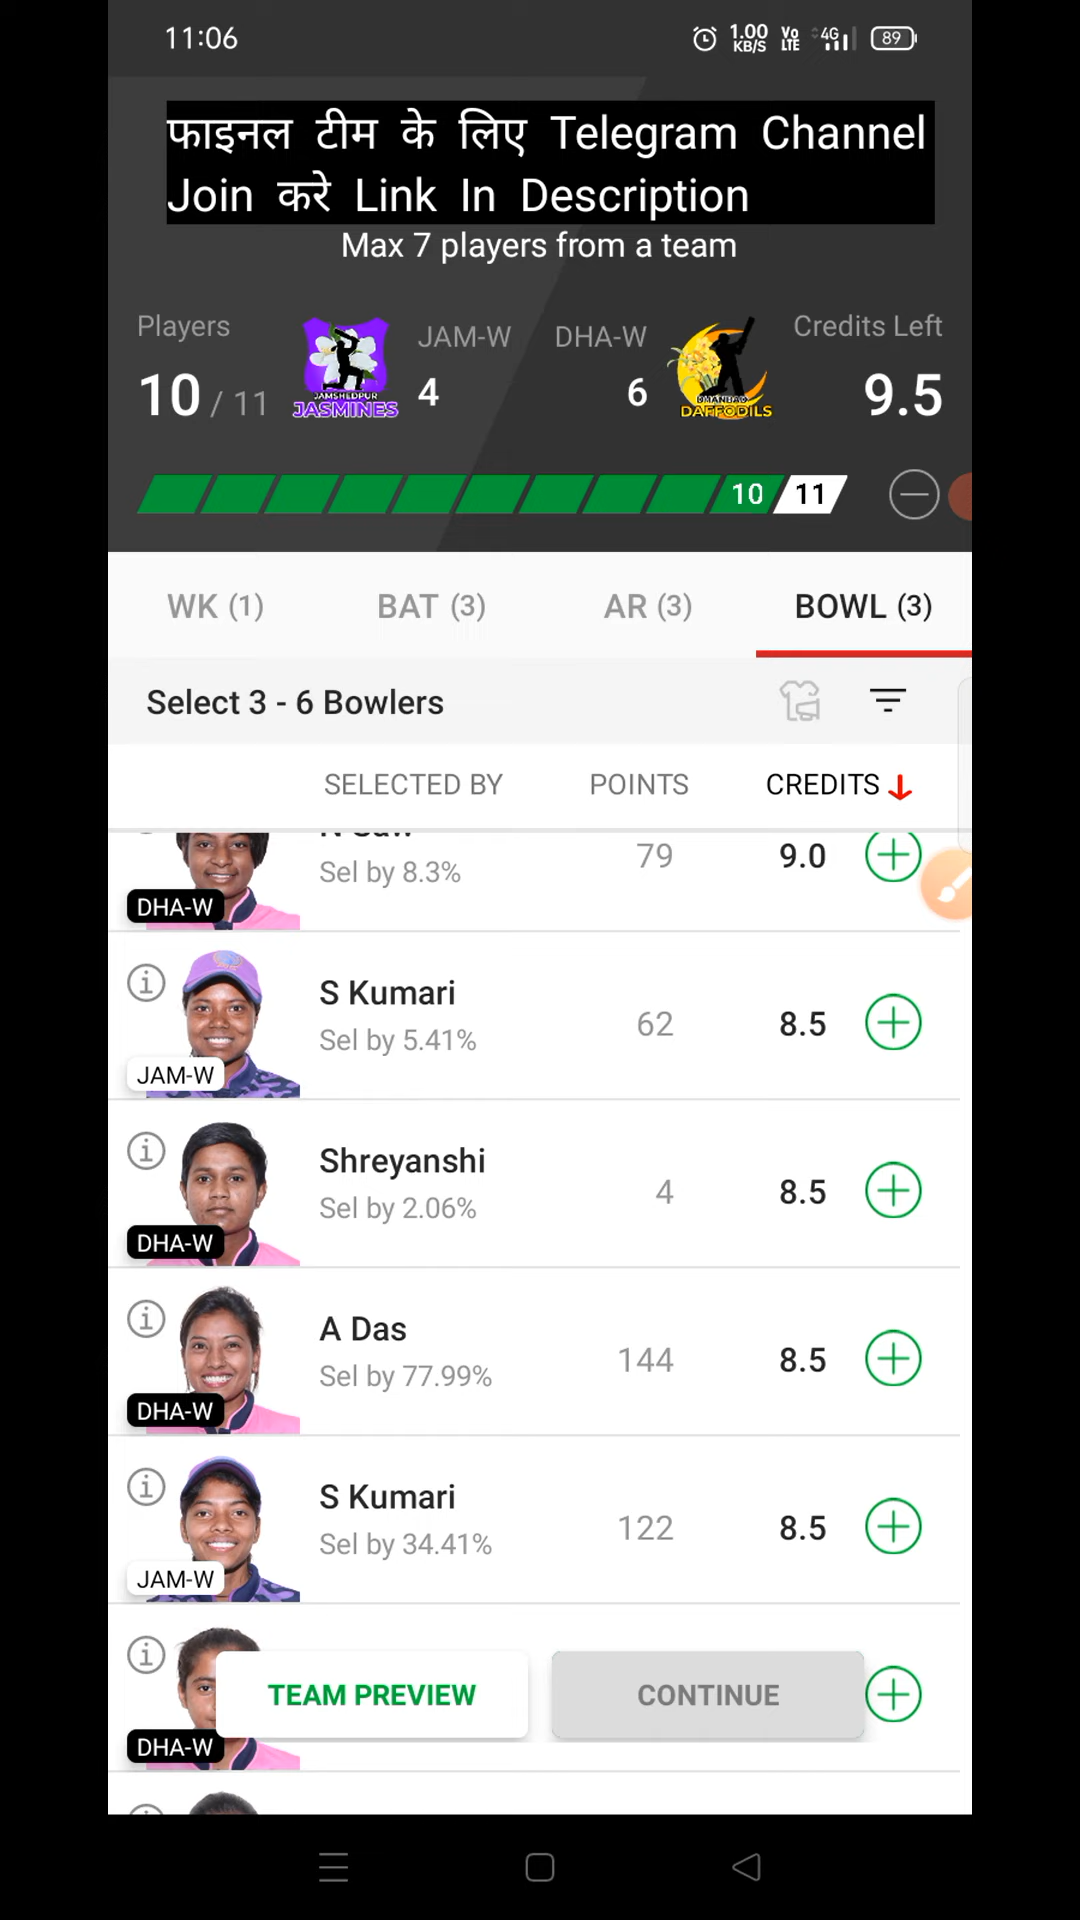 11:06
1.00 KB/S Vo LTE 4G 89
फाइनल टीम के लिए Telegram Channel
Join करे Link In Description
Max 7 players from a team
Players JAM-W DHA-W Credits Left
10 / 11 4 6 9.5
JAMSHEDPUR
JASMINES
DHANBAD
DAFFODILS
10 11
WK (1) BAT (3) AR (3) BOWL (3)
Select 3 - 6 Bowlers
SELECTED BY POINTS CREDITS
79 9.0
Sel by 8.3%
DHA-W
S Kumari
62 8.5
Sel by 5.41%
JAM-W
Shreyanshi
4 8.5
Sel by 2.06%
DHA-W
A Das
144 8.5
Sel by 77.99%
DHA-W
S Kumari
122 8.5
Sel by 34.41%
JAM-W
TEAM PREVIEW CONTINUE
DHA-W